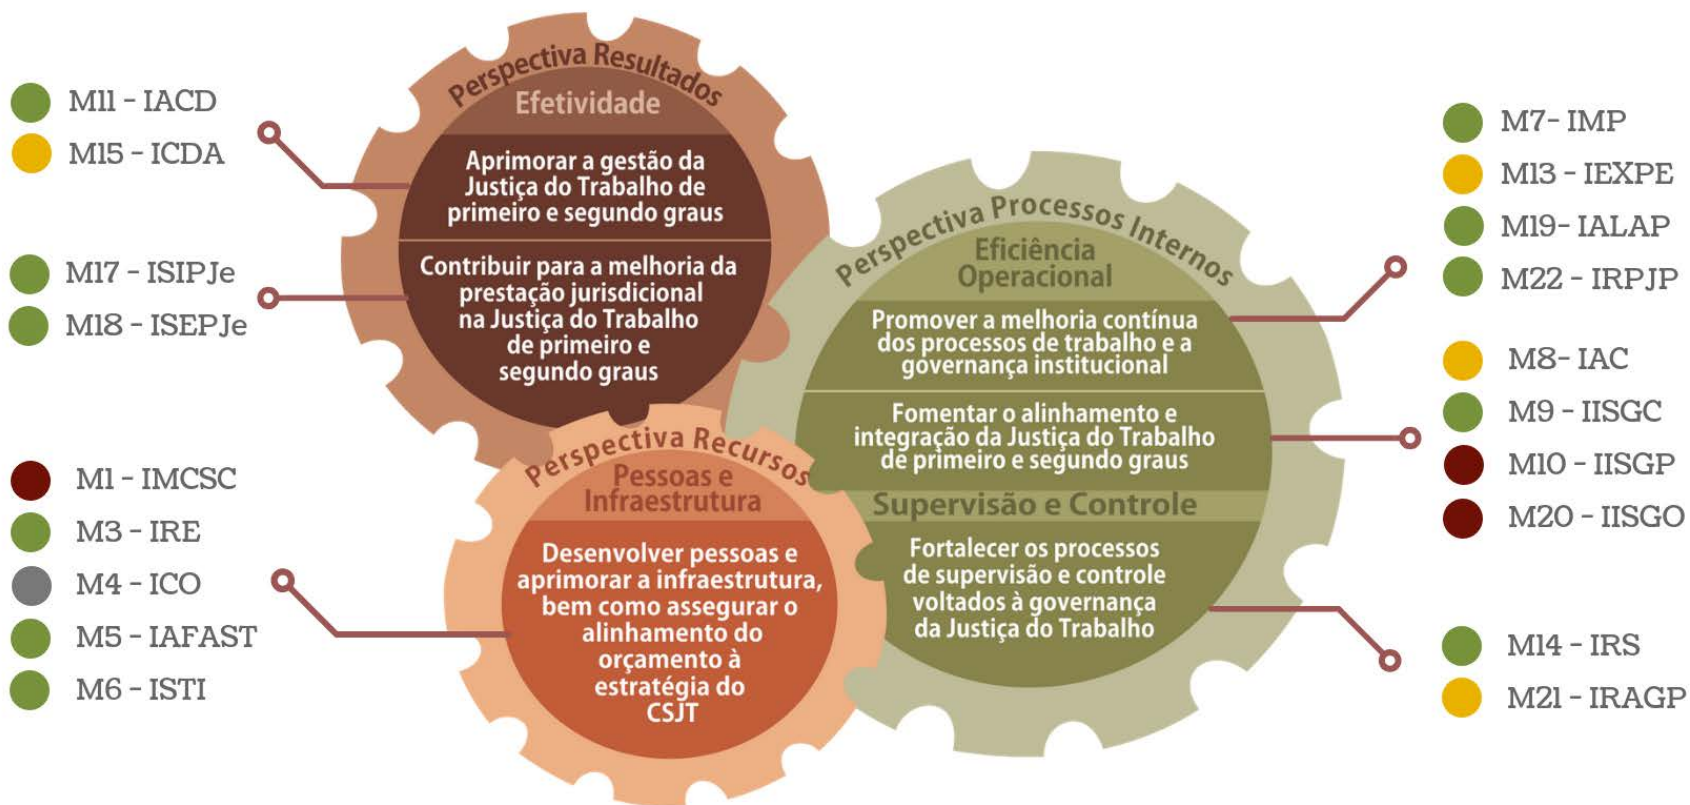 M11 - IACD
M15 - ICDA
M17 - ISIPJe
M18 - ISEPJe
M1 - IMCSC
M3 - IRE
M4 - ICO
M5 - IAFAST
M6 - ISTI
Perspectiva Resultados
Efetividade
Aprimorar a gestão da
Justiça do Trabalho de
primeiro e segundo graus
Contribuir para a melhoria da
prestação jurisdicional
na Justiça do Trabalho
de primeiro e
segundo graus
Perspectiva Recursos
Pessoas e
Infraestrutura
Desenvolver pessoas e
aprimorar a infraestrutura,
bem como assegurar o
alinhamento do
orçamento à
estratégia do
CSJT
Perspectiva Processos Internos
Eficiência
Operacional
Promover a melhoria contínua
dos processos de trabalho e a
governança institucional
Fomentar o alinhamento e
integração da Justiça do Trabalho
de primeiro e segundo graus
Supervisão e Controle
Fortalecer os processos
de supervisão e controle
voltados à governança
da Justiça do Trabalho
M7- IMP
M13 - IEXPE
M19- IALAP
M22 - IRPJP
M8- IAC
M9 - IISGC
M10 - IISGP
M20 - IISGO
M14 - IRS
M21 - IRAGP